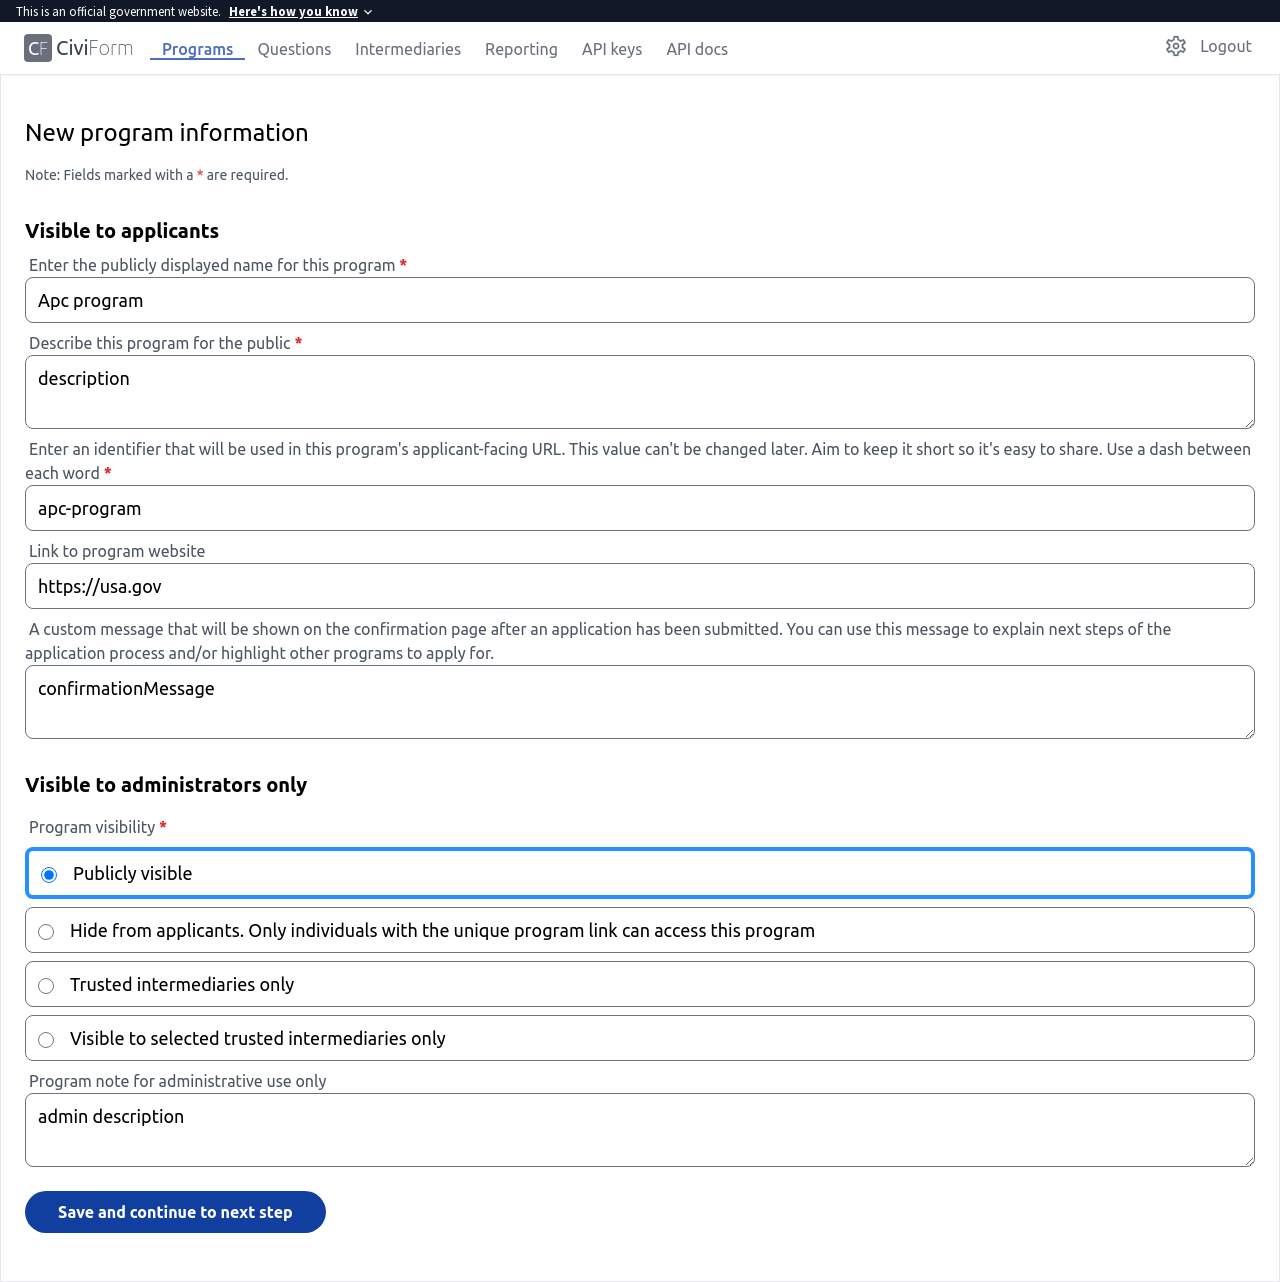 This is an official government website. Here's how you know
CF CiviForm Programs Questions Intermediaries Reporting API keys API docs Logout
New program information
Note: Fields marked with a * are required.
Visible to applicants
Enter the publicly displayed name for this program *
Apc program
Describe this program for the public *
description
Enter an identifier that will be used in this program's applicant-facing URL. This value can't be changed later. Aim to keep it short so it's easy to share. Use a dash between
each word *
apc-program
Link to program website
https://usa.gov
A custom message that will be shown on the confirmation page after an application has been submitted. You can use this message to explain next steps of the
application process and/or highlight other programs to apply for.
confirmationMessage
Visible to administrators only
Program visibility *
Publicly visible
Hide from applicants. Only individuals with the unique program link can access this program
Trusted intermediaries only
Visible to selected trusted intermediaries only
Program note for administrative use only
admin description
Save and continue to next step